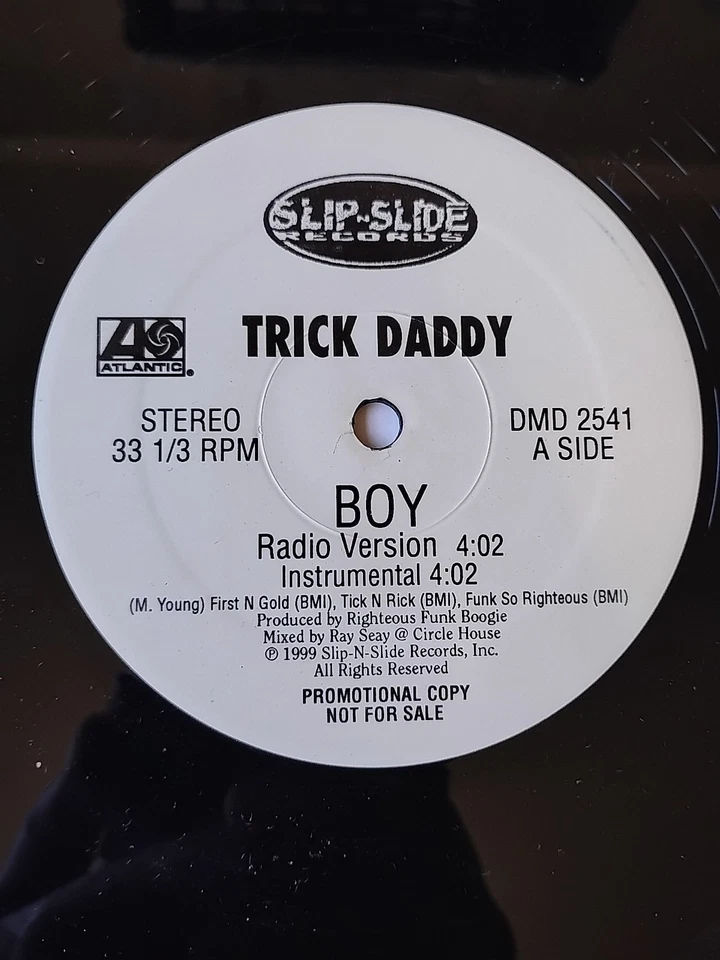 SLIP-N-SLIDE
RECORDS
TRICK DADDY
ATLANTIC
STEREO
33 1/3 RPM
DMD 2541
A SIDE
BOY
Radio Version 4:02
Instrumental 4:02
(M. Young) First N Gold (BMI), Tick N Rick (BMI), Funk So Righteous (BMI)
Produced by Righteous Funk Boogie
Mixed by Ray Seay @ Circle House
℗ 1999 Slip-N-Slide Records, Inc.
All Rights Reserved
PROMOTIONAL COPY
NOT FOR SALE